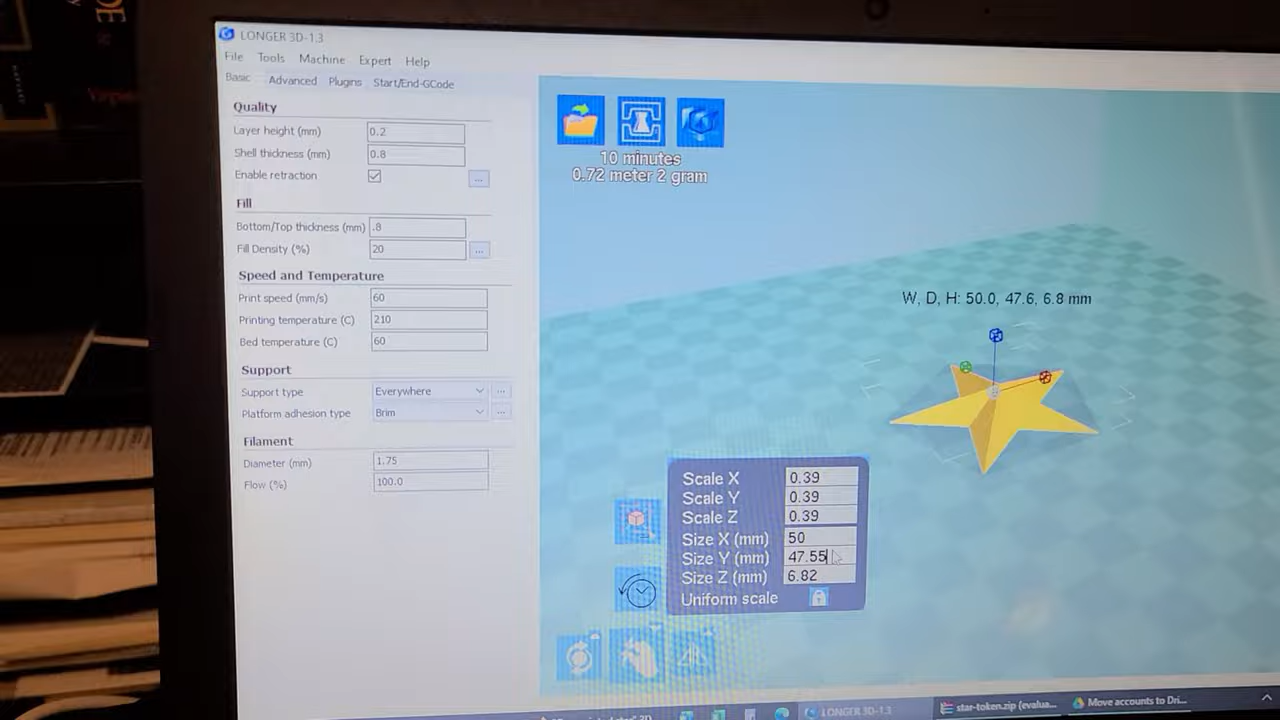 LONGER 3D-1.3
File Tools Machine Expert Help
Basic Advanced Plugins Start/End-GCode
Quality
Layer height (mm) 0.2
Shell thickness (mm) 0.8
Enable retraction ...
Fill
Bottom/Top thickness (mm) .8
Fill Density (%) 20 ...
Speed and Temperature
Print speed (mm/s) 60
Printing temperature (C) 210
Bed temperature (C) 60
Support
Support type Everywhere ...
Platform adhesion type Brim ...
Filament
Diameter (mm) 1.75
Flow (%) 100.0
10 minutes
0.72 meter 2 gram
W, D, H: 50.0, 47.6, 6.8 mm
Scale X 0.39
Scale Y 0.39
Scale Z 0.39
Size X (mm) 50
Size Y (mm) 47.55
Size Z (mm) 6.82
Uniform scale
LONGER 3D-1.3
star-token.zip (evalua...
Move accounts to Dri...